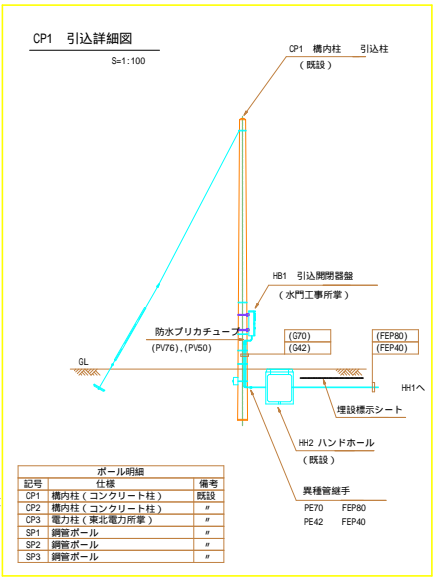 CP1 引込詳細図
S=1:100
CP1 構内柱 引込柱
(既設)
HB1 引込開閉器盤
(水門工事所掌)
防水プリカチューブ
(PV76),(PV50)
(G70)
(G42)
(FEP80)
(FEP40)
GL
HH1へ
埋設標示シート
HH2 ハンドホール
(既設)
異種管継手
PE70 FEP80
PE42 FEP40
ポール明細
記号 仕様 備考
CP1 構内柱(コンクリート柱) 既設
CP2 構内柱(コンクリート柱) 〃
CP3 電力柱(東北電力所掌) 〃
SP1 鋼管ポール 〃
SP2 鋼管ポール 〃
SP3 鋼管ポール 〃